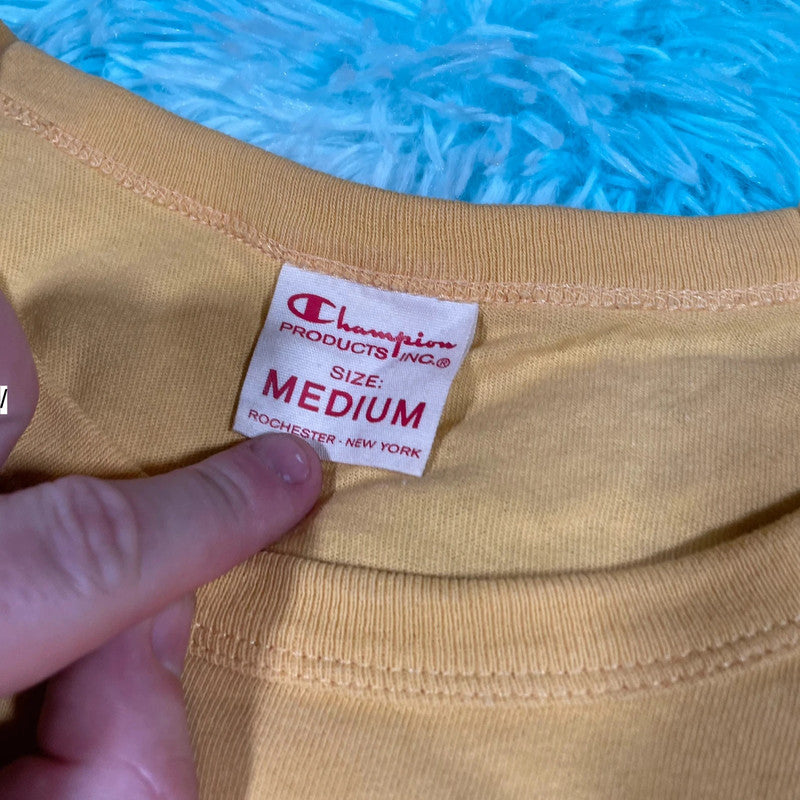 Champion
PRODUCTS INC.®
SIZE:
MEDIUM
ROCHESTER - NEW YORK
/